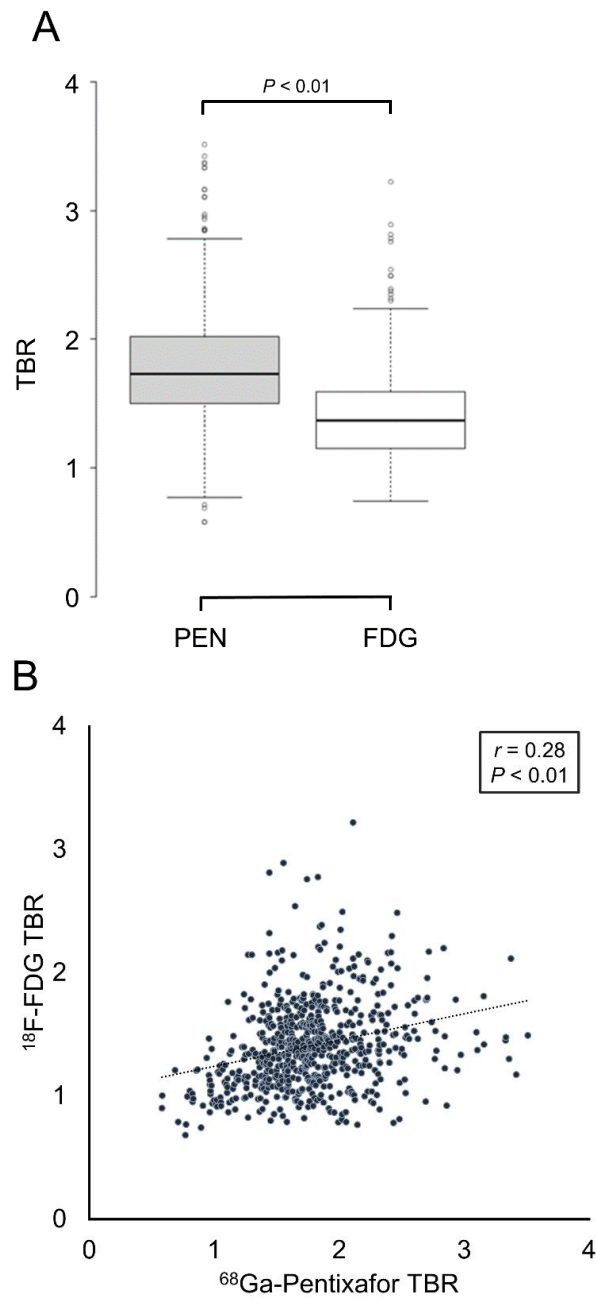 A
P < 0.01
4
3
2
1
0
TBR
PEN FDG
B
r = 0.28
P < 0.01
4
3
2
1
0
¹⁸F-FDG TBR
0 1 2 3 4
⁶⁸Ga-Pentixafor TBR